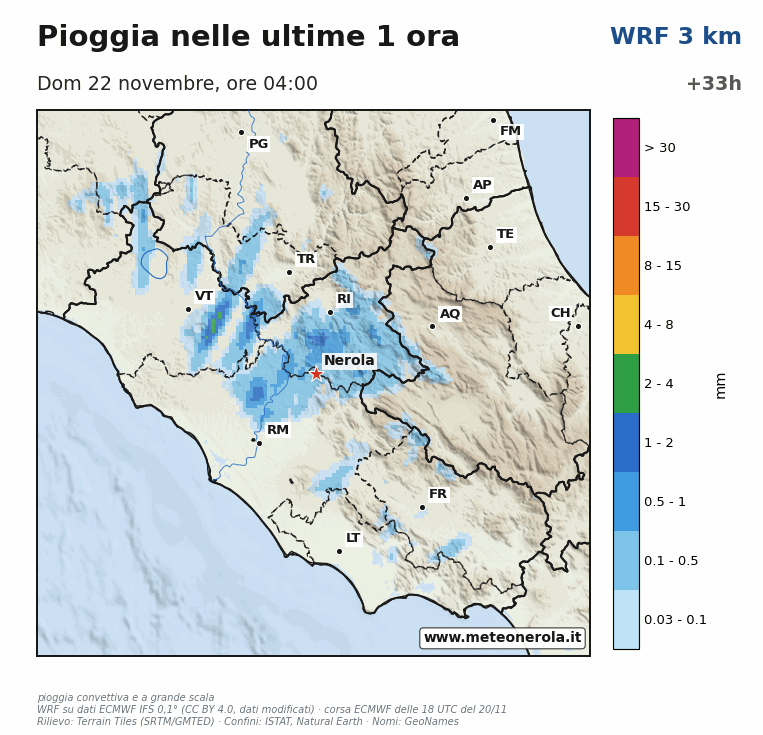 Pioggia nelle ultime 1 ora
WRF 3 km
Dom 22 novembre, ore 04:00
+33h
FM
PG
AP
TE
TR
RI
VT
AQ
CH
Nerola
RM
FR
LT
www.meteonerola.it
> 30
15 - 30
8 - 15
4 - 8
2 - 4
1 - 2
0.5 - 1
0.1 - 0.5
0.03 - 0.1
mm
pioggia convettiva e a grande scala
WRF su dati ECMWF IFS 0,1° (CC BY 4.0, dati modificati) · corsa ECMWF delle 18 UTC del 20/11
Rilievo: Terrain Tiles (SRTM/GMTED) · Confini: ISTAT, Natural Earth · Nomi: GeoNames